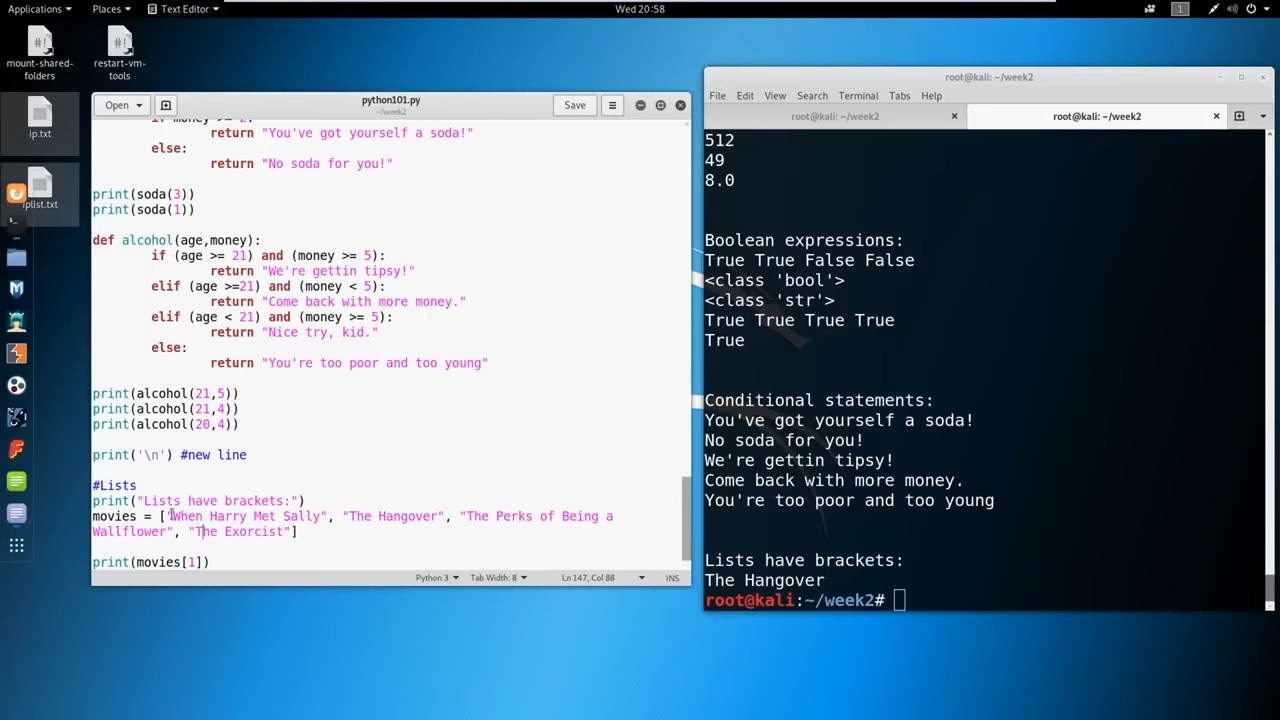 Applications
Places
Text Editor
Wed 20:58
1
mount-shared-folders
restart-vm-tools
ip.txt
iplist.txt
Open
python101.py
~/week2
Save
if money >= 2:
return "You've got yourself a soda!"
else:
return "No soda for you!"
print(soda(3))
print(soda(1))
def alcohol(age,money):
if (age >= 21) and (money >= 5):
return "We're gettin tipsy!"
elif (age >=21) and (money < 5):
return "Come back with more money."
elif (age < 21) and (money >= 5):
return "Nice try, kid."
else:
return "You're too poor and too young"
print(alcohol(21,5))
print(alcohol(21,4))
print(alcohol(20,4))
print('\n') #new line
#Lists
print("Lists have brackets:")
movies = ["When Harry Met Sally", "The Hangover", "The Perks of Being a
Wallflower", "The Exorcist"]
print(movies[1])
Python 3
Tab Width: 8
Ln 147, Col 88
INS
root@kali: ~/week2
File Edit View Search Terminal Tabs Help
root@kali: ~/week2
root@kali: ~/week2
512
49
8.0
Boolean expressions:
True True False False
<class 'bool'>
<class 'str'>
True True True True
True
Conditional statements:
You've got yourself a soda!
No soda for you!
We're gettin tipsy!
Come back with more money.
You're too poor and too young
Lists have brackets:
The Hangover
root@kali:~/week2#